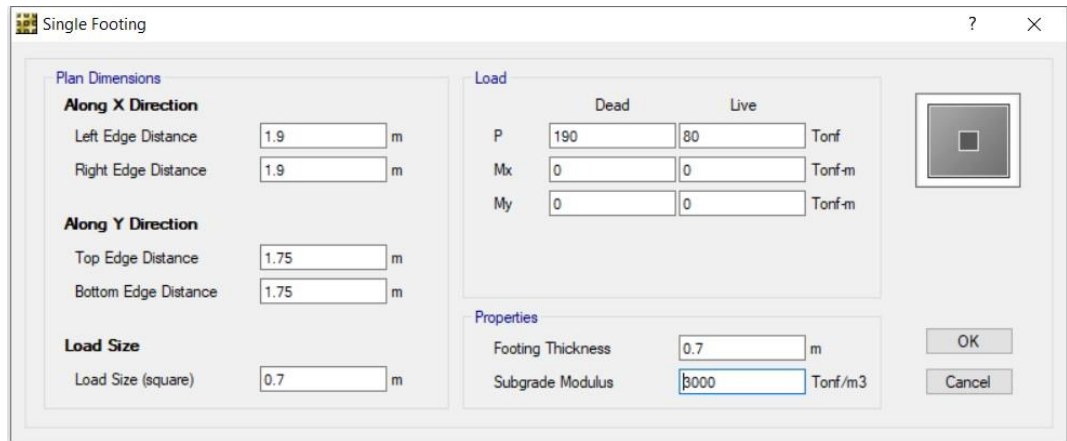 Single Footing ? ×
Plan Dimensions
Along X Direction
Left Edge Distance 1.9 m
Right Edge Distance 1.9 m
Along Y Direction
Top Edge Distance 1.75 m
Bottom Edge Distance 1.75 m
Load Size
Load Size (square) 0.7 m
Load
Dead Live
P 190 80 Tonf
Mx 0 0 Tonf-m
My 0 0 Tonf-m
Properties
Footing Thickness 0.7 m
Subgrade Modulus 3000 Tonf/m3
OK
Cancel